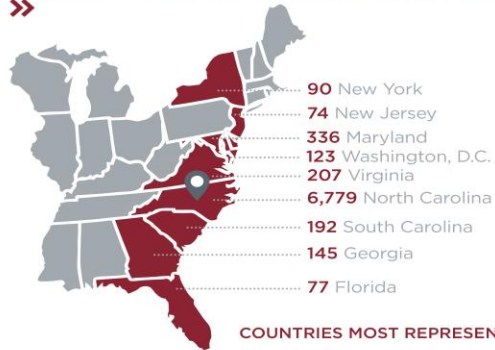 90 New York
74 New Jersey
336 Maryland
123 Washington, D.C.
207 Virginia
6,779 North Carolina
192 South Carolina
145 Georgia
77 Florida
COUNTRIES MOST